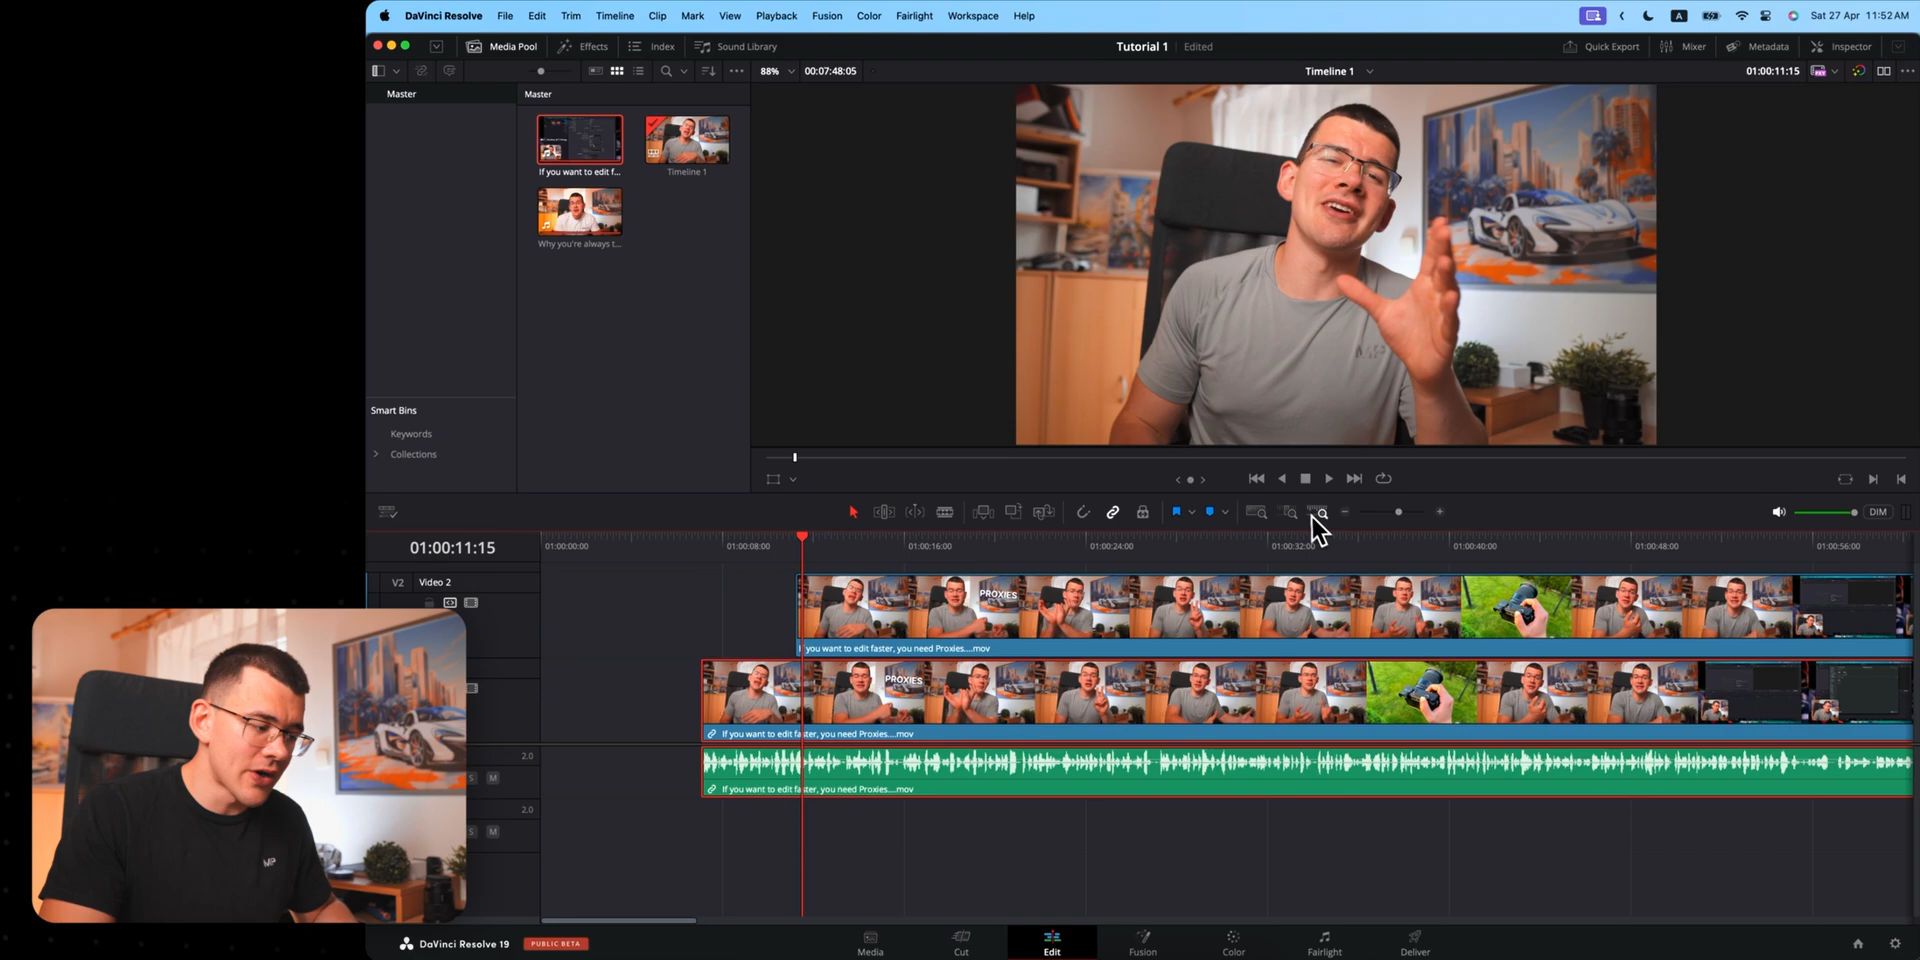 DaVinci Resolve File Edit Trim Timeline Clip Mark View Playback Fusion Color Fairlight Workspace Help
A Sat 27 Apr 11:52 AM
Media Pool Effects Index Sound Library
Tutorial 1 Edited
Quick Export Mixer Metadata Inspector
88% 00:07:48:05
Timeline 1
01:00:11:15
Master
Master
If you want to edit f...
Timeline 1
Why you're always t...
Smart Bins
Keywords
Collections
DIM
01:00:11:15
01:00:00:00 01:00:08:00 01:00:16:00 01:00:24:00 01:00:32:00 01:00:40:00 01:00:48:00 01:00:56:00
V2 Video 2
PROXIES
you want to edit faster, you need Proxies....mov
PROXIES
If you want to edit faster, you need Proxies....mov
2.0
S M
If you want to edit faster, you need Proxies....mov
2.0
S M
MP
DaVinci Resolve 19 PUBLIC BETA
Media Cut Edit Fusion Color Fairlight Deliver